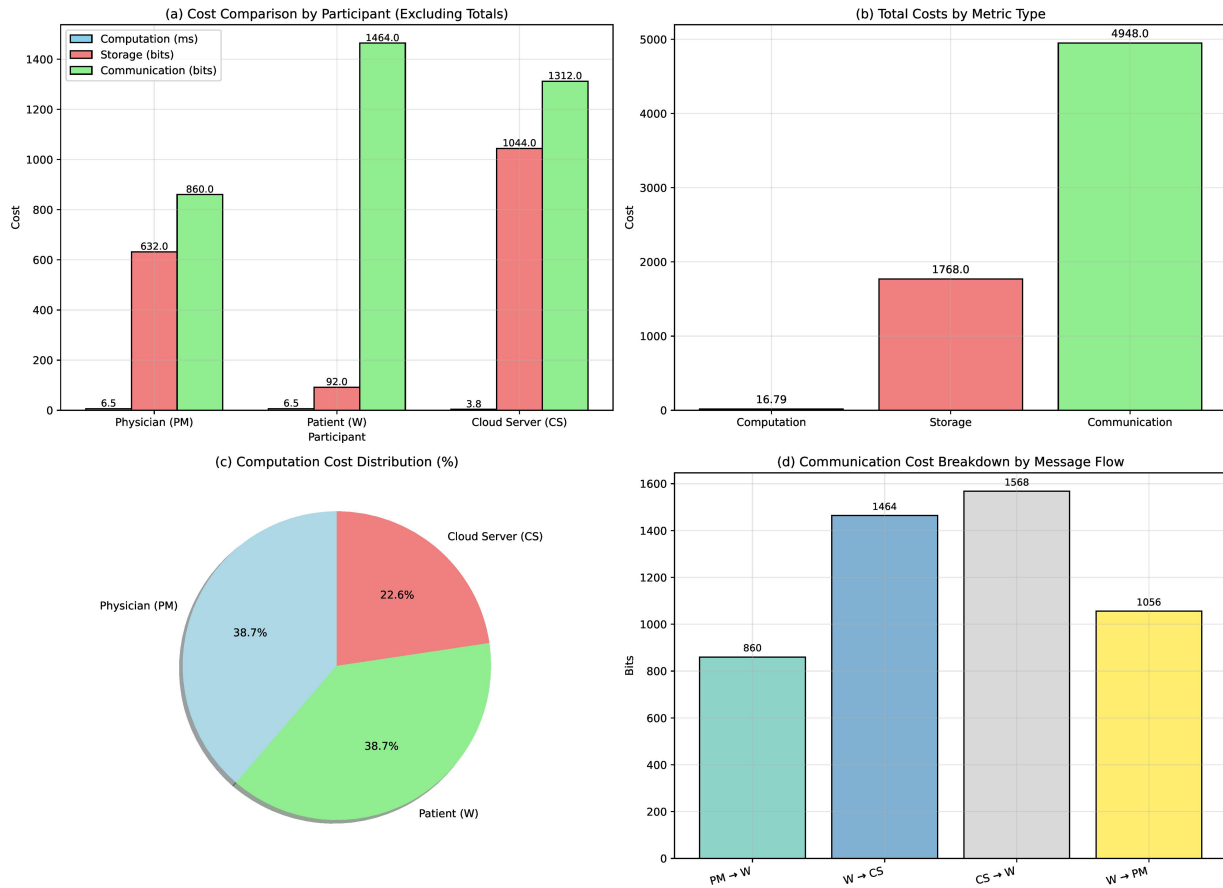 (a) Cost Comparison by Participant (Excluding Totals)
Computation (ms)
Storage (bits)
Communication (bits)
Cost
0
200
400
600
800
1000
1200
1400
6.5
632.0
860.0
6.5
92.0
1464.0
3.8
1044.0
1312.0
Physician (PM)
Patient (W)
Cloud Server (CS)
Participant
(b) Total Costs by Metric Type
Cost
0
1000
2000
3000
4000
5000
16.79
1768.0
4948.0
Computation
Storage
Communication
(c) Computation Cost Distribution (%)
Cloud Server (CS)
22.6%
Physician (PM)
38.7%
38.7%
Patient (W)
(d) Communication Cost Breakdown by Message Flow
Bits
0
200
400
600
800
1000
1200
1400
1600
860
1464
1568
1056
PM → W
W → CS
CS → W
W → PM